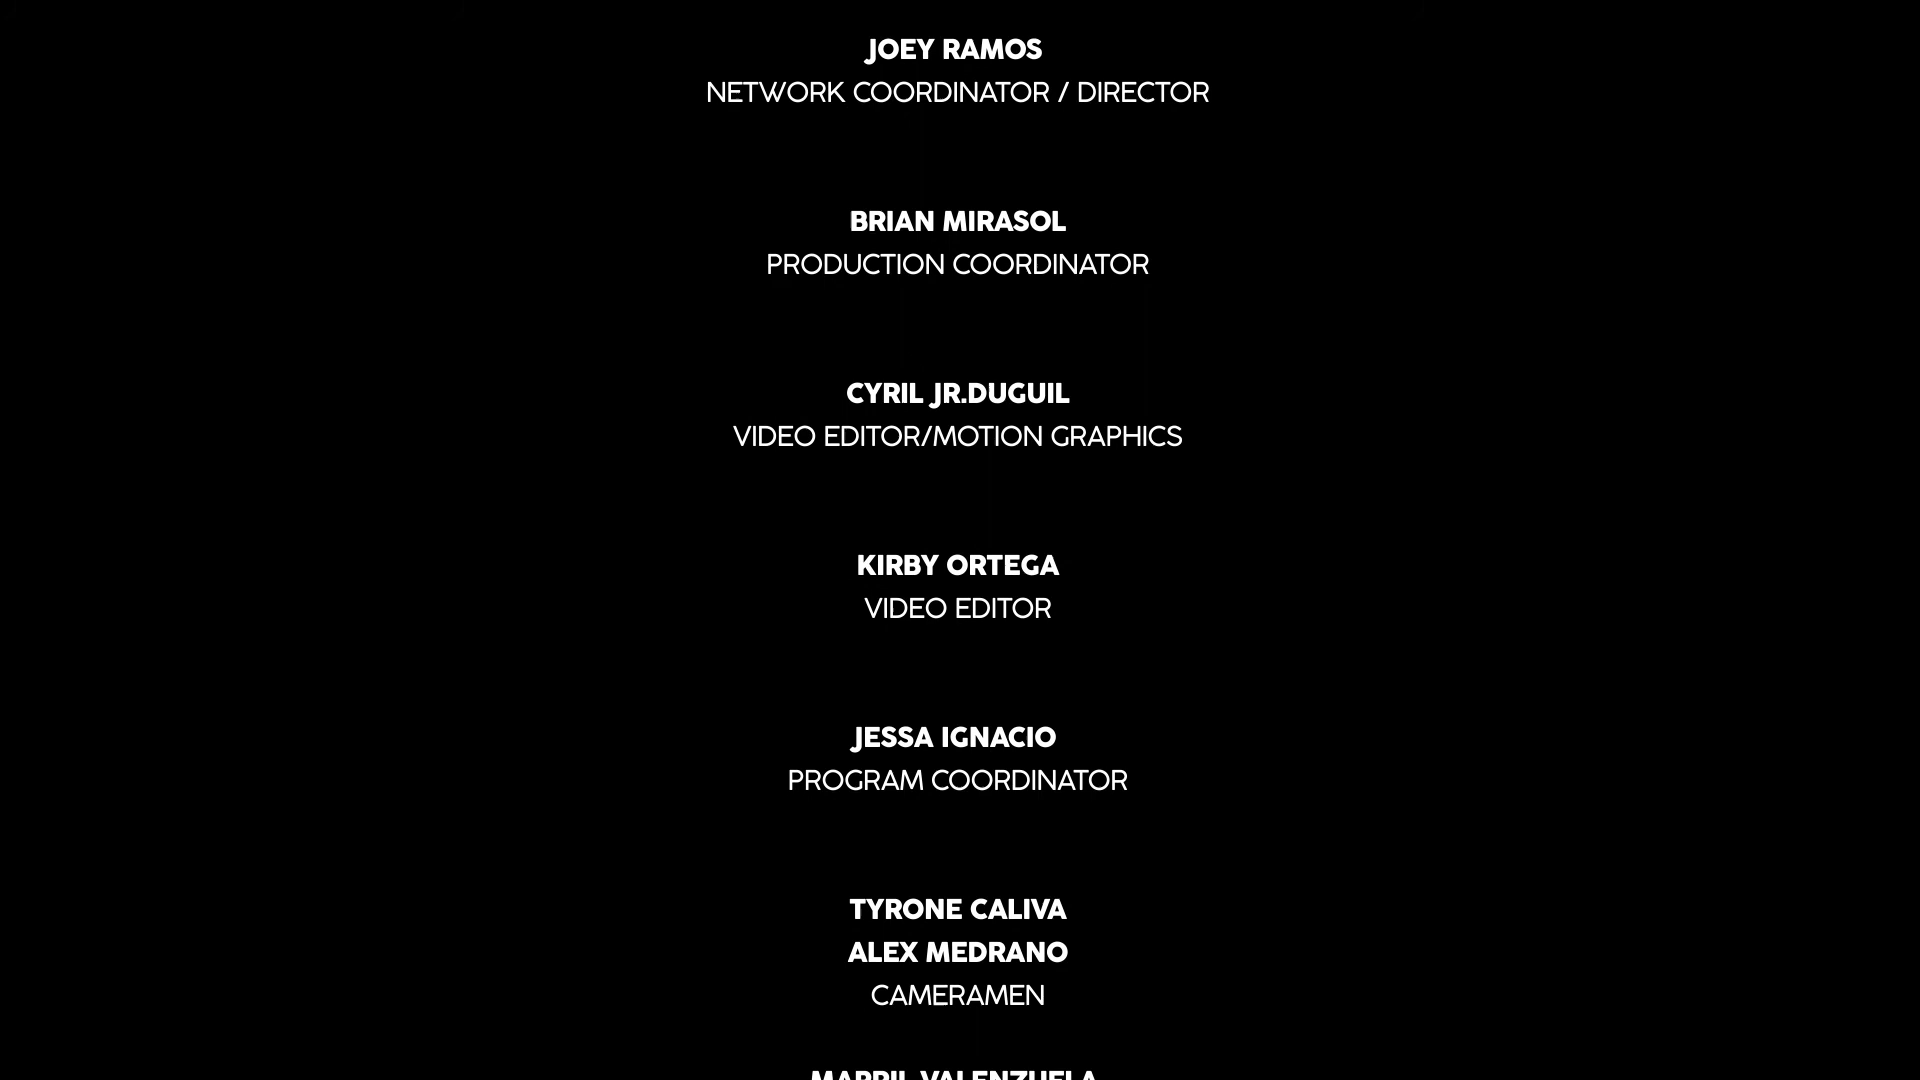 JOEY RAMOS
NETWORK COORDINATOR / DIRECTOR
BRIAN MIRASOL
PRODUCTION COORDINATOR
CYRIL JR.DUGUIL
VIDEO EDITOR/MOTION GRAPHICS
KIRBY ORTEGA
VIDEO EDITOR
JESSA IGNACIO
PROGRAM COORDINATOR
TYRONE CALIVA
ALEX MEDRANO
CAMERAMEN
VALENZUELA